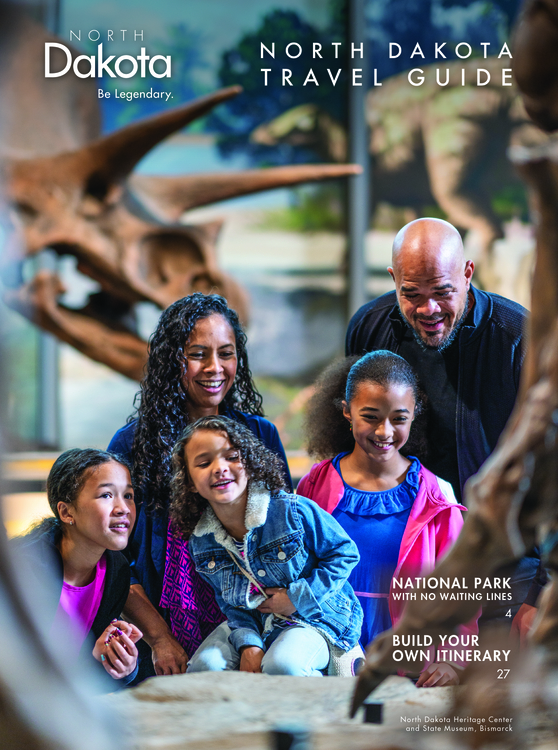 NORTH
Dakota
Be Legendary.
NORTH DAKOTA
TRAVEL GUIDE
NATIONAL PARK
WITH NO WAITING LINES
4
BUILD YOUR
OWN ITINERARY
27
North Dakota Heritage Center
and State Museum, Bismarck